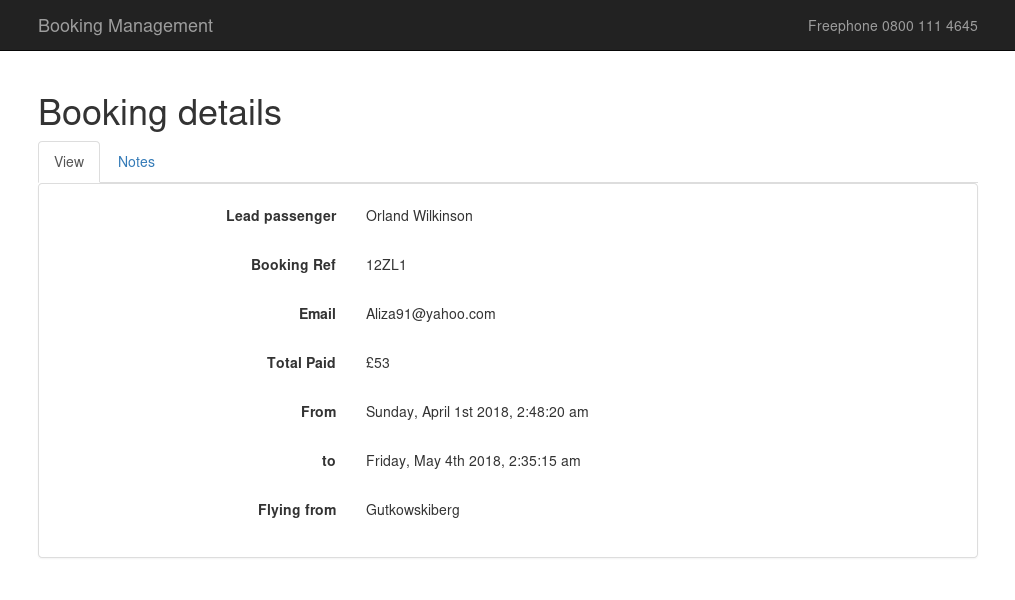 Booking Management
Freephone 0800 111 4645
Booking details
View Notes
Lead passenger Orland Wilkinson
Booking Ref 12ZL1
Email Aliza91@yahoo.com
Total Paid £53
From Sunday, April 1st 2018, 2:48:20 am
to Friday, May 4th 2018, 2:35:15 am
Flying from Gutkowskiberg